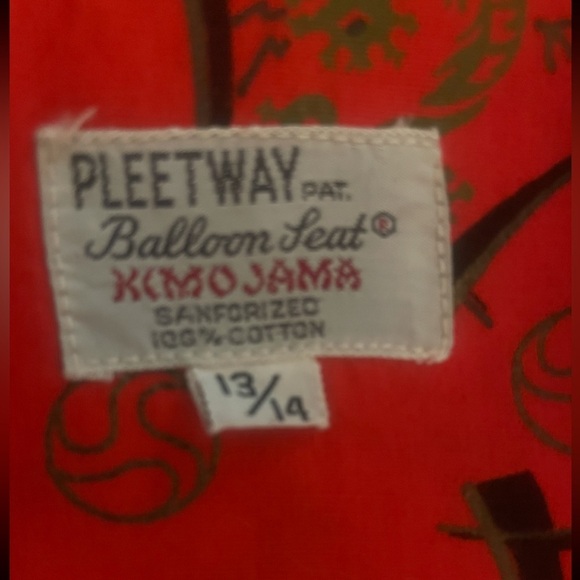 PLEETWAY PAT.
Balloon Seat®
KIMOJAMA
SANFORIZED
100% COTTON
13/14